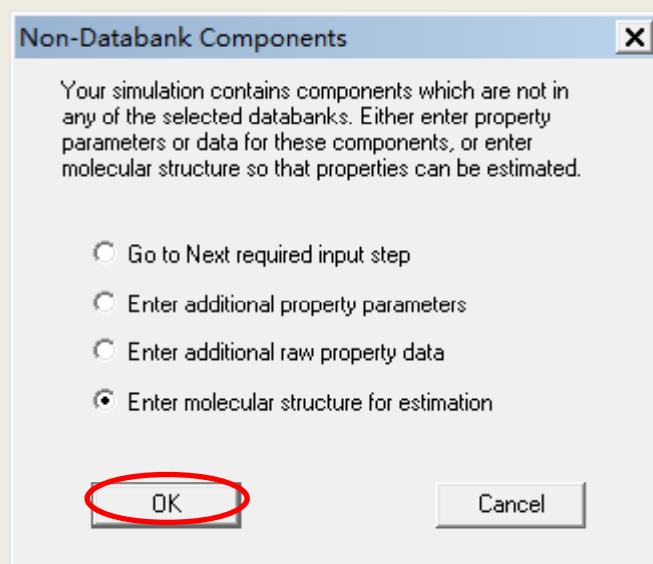 Non-Databank Components
Your simulation contains components which are not in
any of the selected databanks. Either enter property
parameters or data for these components, or enter
molecular structure so that properties can be estimated.
Go to Next required input step
Enter additional property parameters
Enter additional raw property data
Enter molecular structure for estimation
OK
Cancel